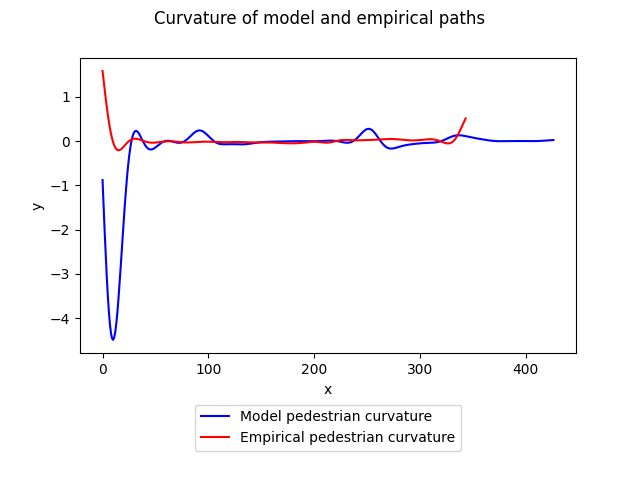 Curvature of model and empirical paths
1
0
−1
−2
−3
−4
y
0 100 200 300 400
x
Model pedestrian curvature
Empirical pedestrian curvature